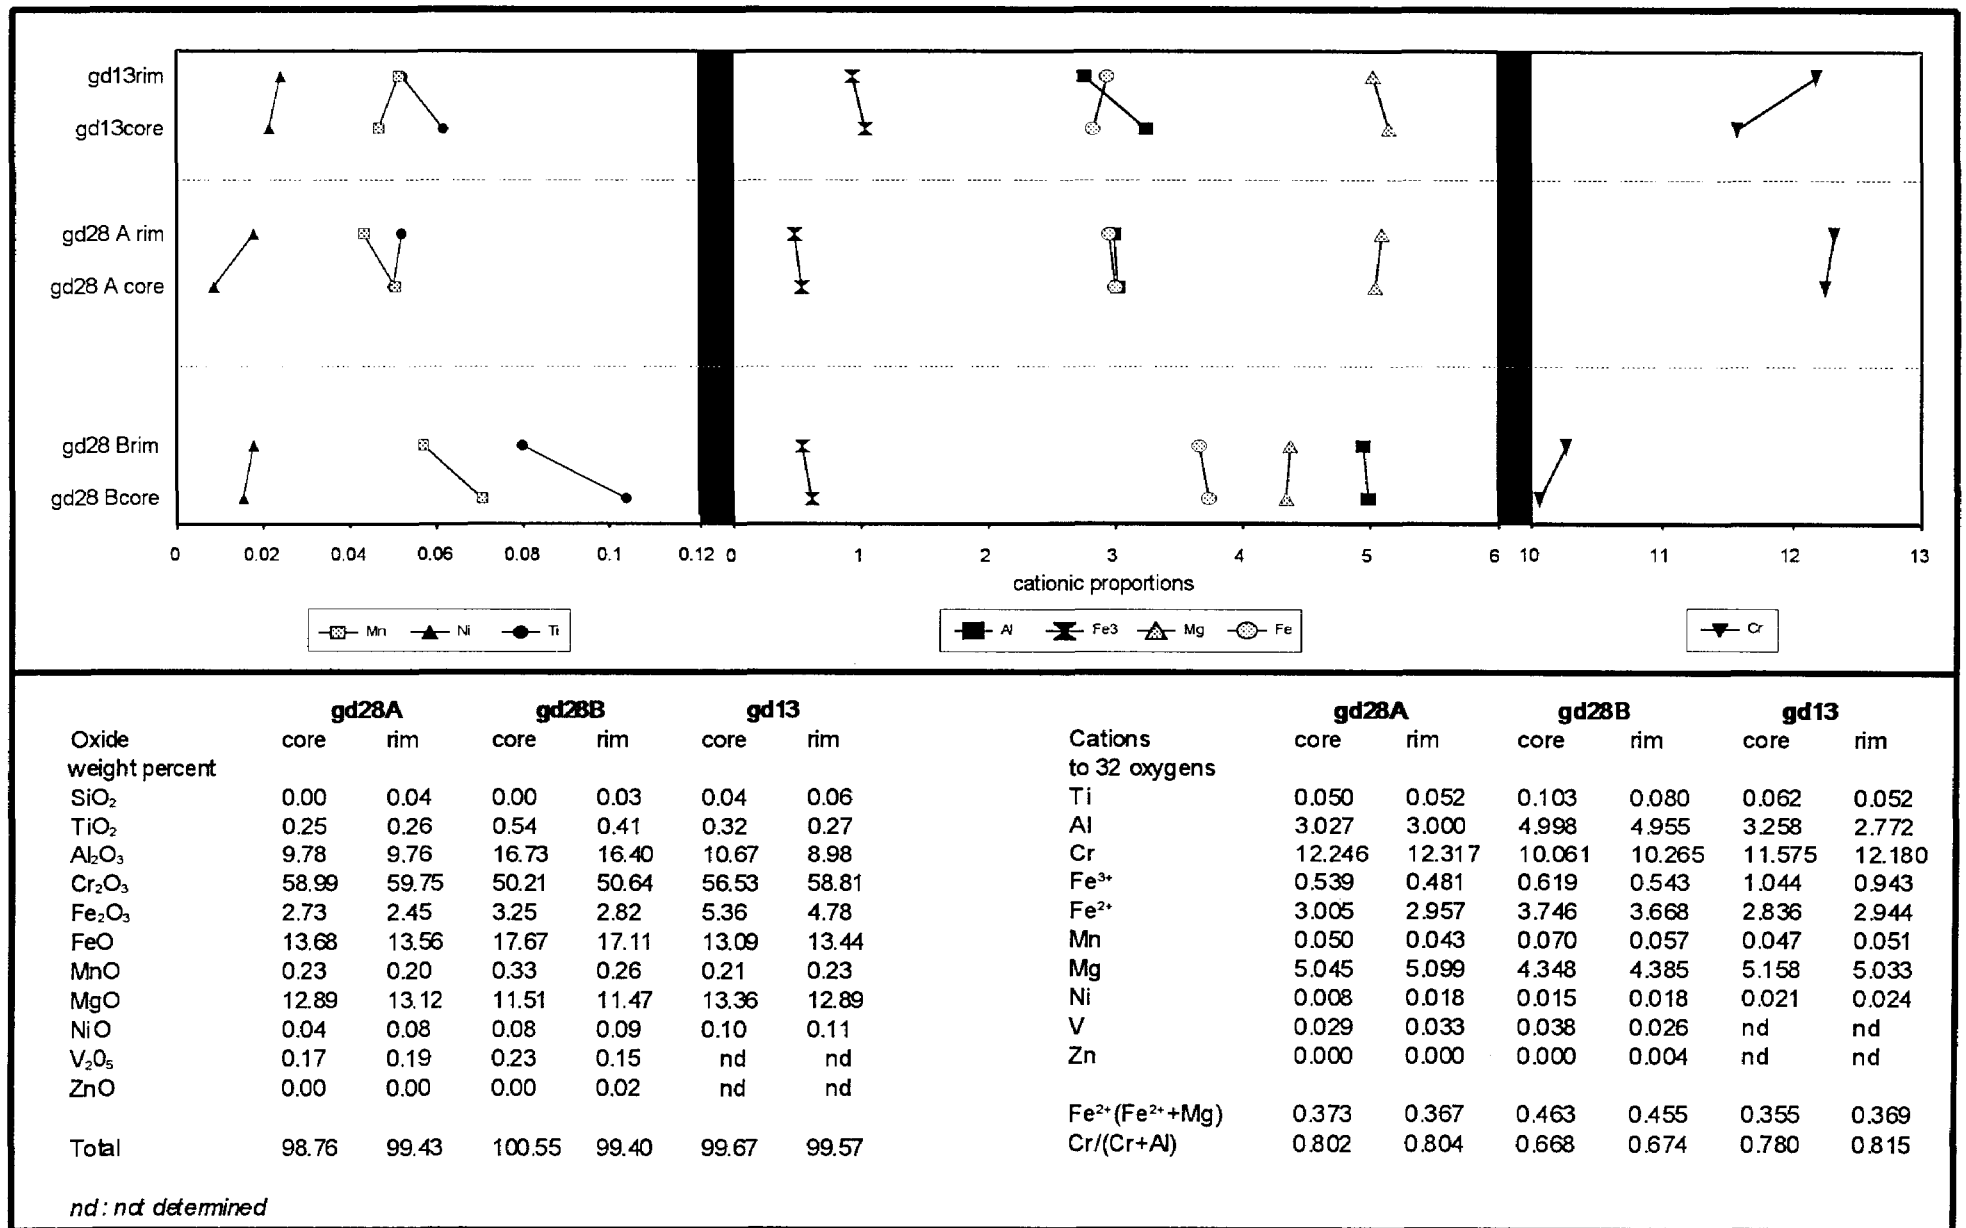 gd13rim
gd13core
gd28 A rim
gd28 A core
gd28 Brim
gd28 Bcore
0 0.02 0.04 0.06 0.08 0.1 0.12 0 1 2 3 4 5 6 10 11 12 13
cationic proportions
Mn Ni Ti
Al Fe3 Mg Fe
Cr
gd28A gd28B gd13
Oxide core rim core rim core rim
weight percent
SiO₂ 0.00 0.04 0.00 0.03 0.04 0.06
TiO₂ 0.25 0.26 0.54 0.41 0.32 0.27
Al₂O₃ 9.78 9.76 16.73 16.40 10.67 8.98
Cr₂O₃ 58.99 59.75 50.21 50.64 56.53 58.81
Fe₂O₃ 2.73 2.45 3.25 2.82 5.36 4.78
FeO 13.68 13.56 17.67 17.11 13.09 13.44
MnO 0.23 0.20 0.33 0.26 0.21 0.23
MgO 12.89 13.12 11.51 11.47 13.36 12.89
NiO 0.04 0.08 0.08 0.09 0.10 0.11
V₂0₅ 0.17 0.19 0.23 0.15 nd nd
ZnO 0.00 0.00 0.00 0.02 nd nd
Total 98.76 99.43 100.55 99.40 99.67 99.57
nd : not determined
gd28A gd28B gd13
Cations core rim core rim core rim
to 32 oxygens
Ti 0.050 0.052 0.103 0.080 0.062 0.052
Al 3.027 3.000 4.998 4.955 3.258 2.772
Cr 12.246 12.317 10.061 10.265 11.575 12.180
Fe³⁺ 0.539 0.481 0.619 0.543 1.044 0.943
Fe²⁺ 3.005 2.957 3.746 3.668 2.836 2.944
Mn 0.050 0.043 0.070 0.057 0.047 0.051
Mg 5.045 5.099 4.348 4.385 5.158 5.033
Ni 0.008 0.018 0.015 0.018 0.021 0.024
V 0.029 0.033 0.038 0.026 nd nd
Zn 0.000 0.000 0.000 0.004 nd nd
Fe²⁺(Fe²⁺+Mg) 0.373 0.367 0.463 0.455 0.355 0.369
Cr/(Cr+Al) 0.802 0.804 0.668 0.674 0.780 0.815